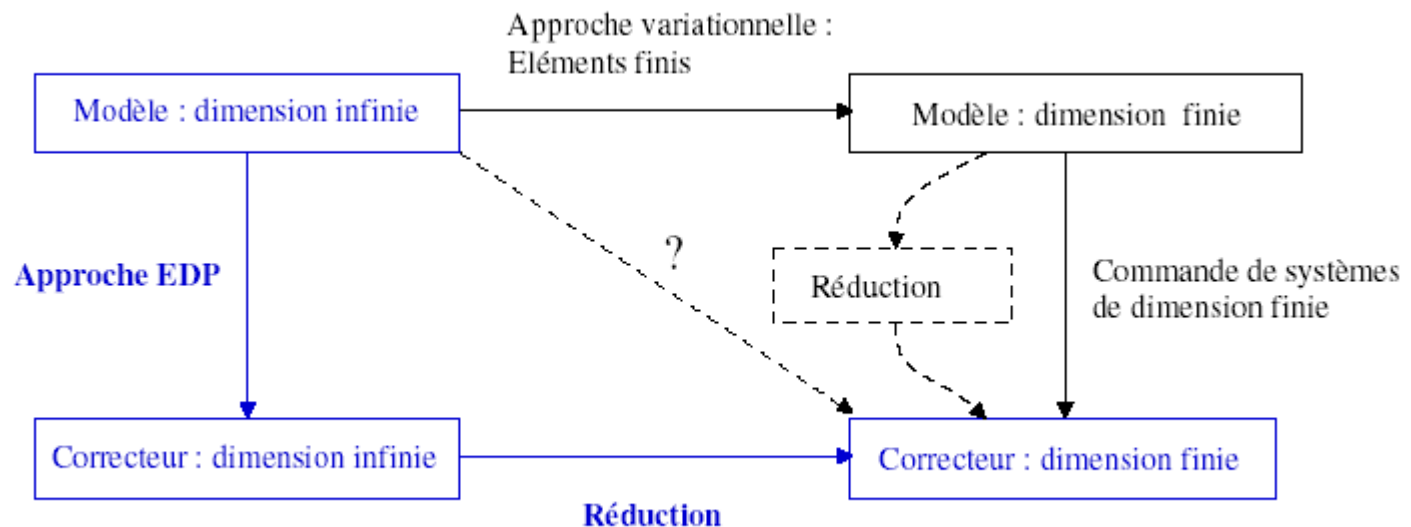 Approche variationnelle :
Eléments finis
Modèle : dimension infinie
Modèle : dimension finie
?
Approche EDP
Réduction
Commande de systèmes
de dimension finie
Correcteur : dimension infinie
Correcteur : dimension finie
Réduction